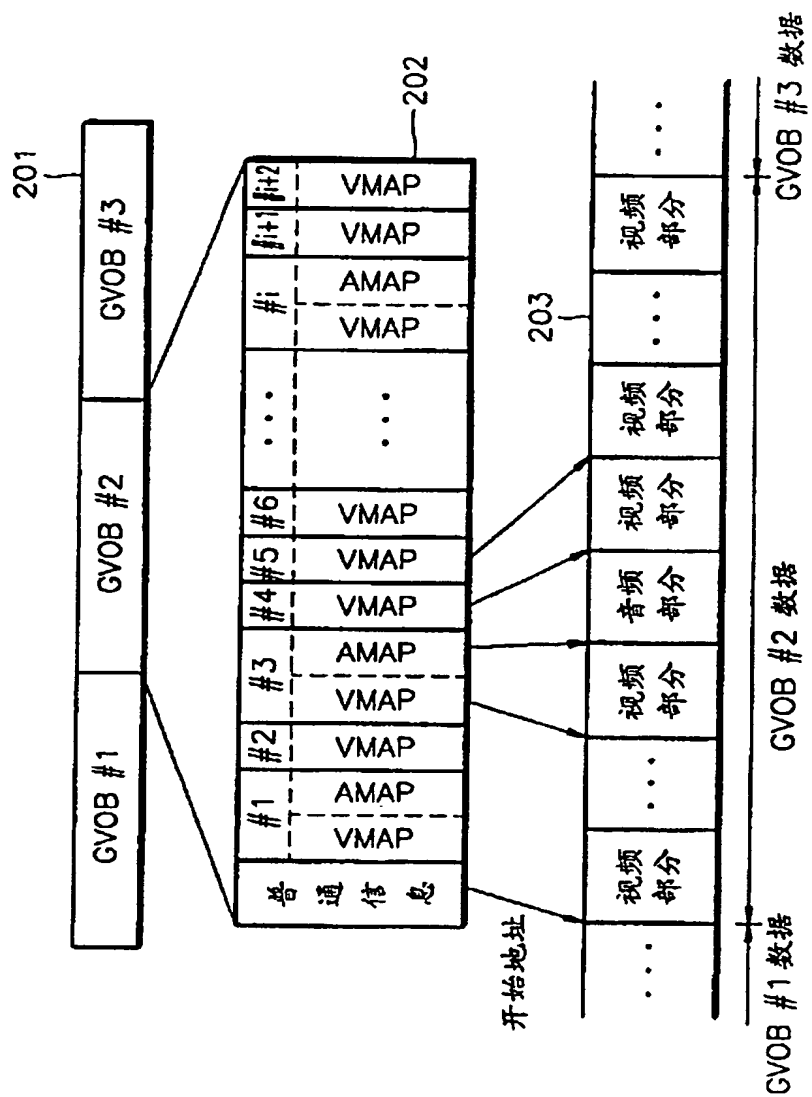 201
GVOB #1 GVOB #2 GVOB #3
202
#1 #2 #3 #4 #5 #6 ... #i #i+1 #i+2
普通信息 VMAP AMAP VMAP VMAP AMAP VMAP VMAP VMAP ... VMAP AMAP VMAP VMAP
开始地址
203
... 视频部分 ... 视频部分 音频部分 视频部分 视频部分 ... 视频部分 ...
GVOB #1 数据 GVOB #2 数据 GVOB #3 数据